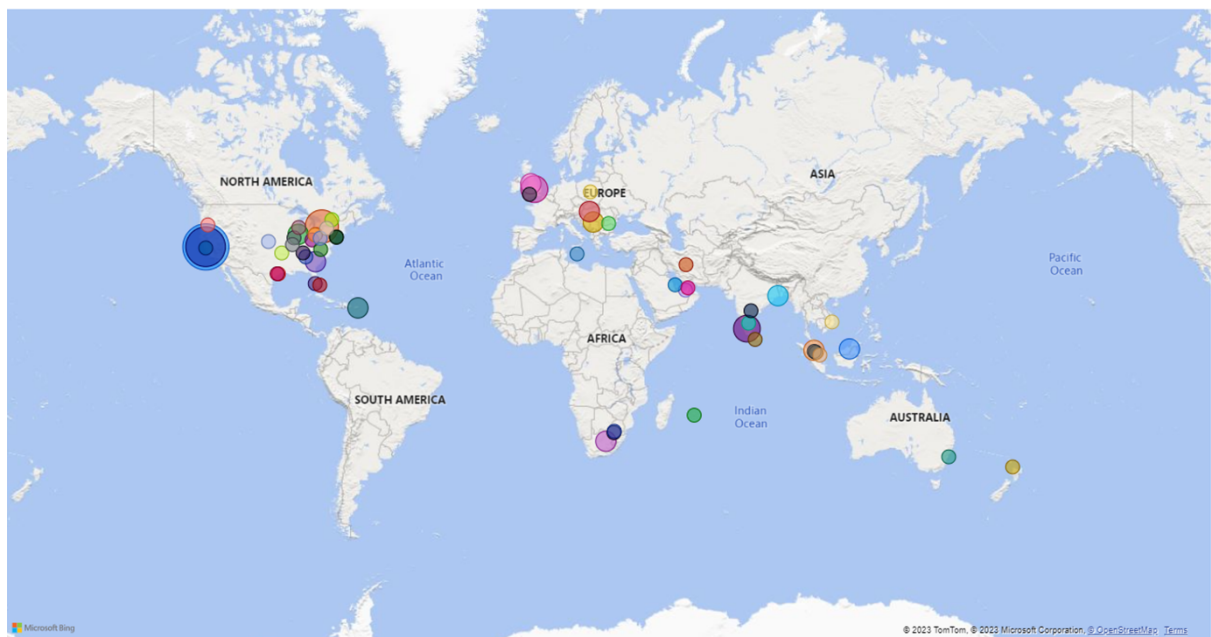 NORTH AMERICA
EUROPE
ASIA
Atlantic
Ocean
Pacific
Ocean
AFRICA
SOUTH AMERICA
Indian
Ocean
AUSTRALIA
Microsoft Bing
© 2023 TomTom, © 2023 Microsoft Corporation, © OpenStreetMap Terms